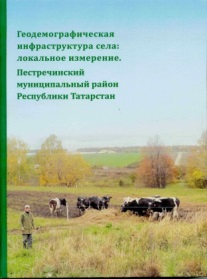 Геодемографическая
инфраструктура села:
локальное измерение.
Пестречинский
муниципальный район
Республики Татарстан